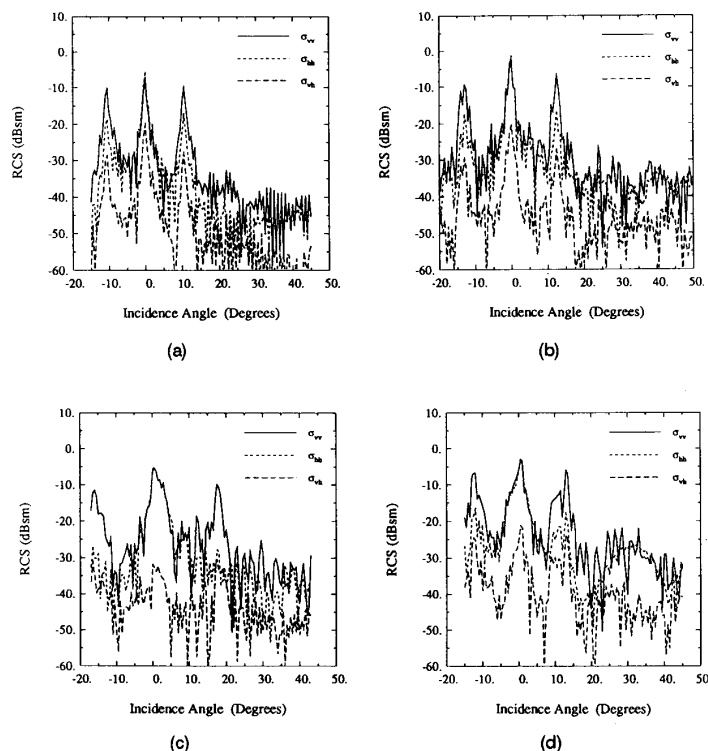 10.
0.
-10.
-20.
-30.
-40.
-50.
-60.
RCS (dBsm)
σvv
σhh
σvh
-20. -10. 0. 10. 20. 30. 40. 50.
Incidence Angle (Degrees)
(a)
10.
0.
-10.
-20.
-30.
-40.
-50.
-60.
RCS (dBsm)
σvv
σhh
σvh
-20. -10. 0. 10. 20. 30. 40. 50.
Incidence Angle (Degrees)
(b)
10.
0.
-10.
-20.
-30.
-40.
-50.
-60.
RCS (dBsm)
σvv
σhh
σvh
-20. -10. 0. 10. 20. 30. 40. 50.
Incidence Angle (Degrees)
(c)
10.
0.
-10.
-20.
-30.
-40.
-50.
-60.
RCS (dBsm)
σvv
σhh
σvh
-20. -10. 0. 10. 20. 30. 40. 50.
Incidence Angle (Degrees)
(d)